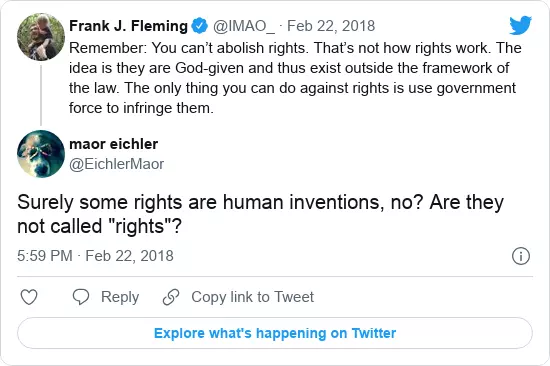 Frank J. Fleming @IMAO_ · Feb 22, 2018
Remember: You can’t abolish rights. That’s not how rights work. The
idea is they are God-given and thus exist outside the framework of
the law. The only thing you can do against rights is use government
force to infringe them.
maor eichler
@EichlerMaor
Surely some rights are human inventions, no? Are they
not called "rights"?
5:59 PM · Feb 22, 2018
Reply
Copy link to Tweet
Explore what's happening on Twitter